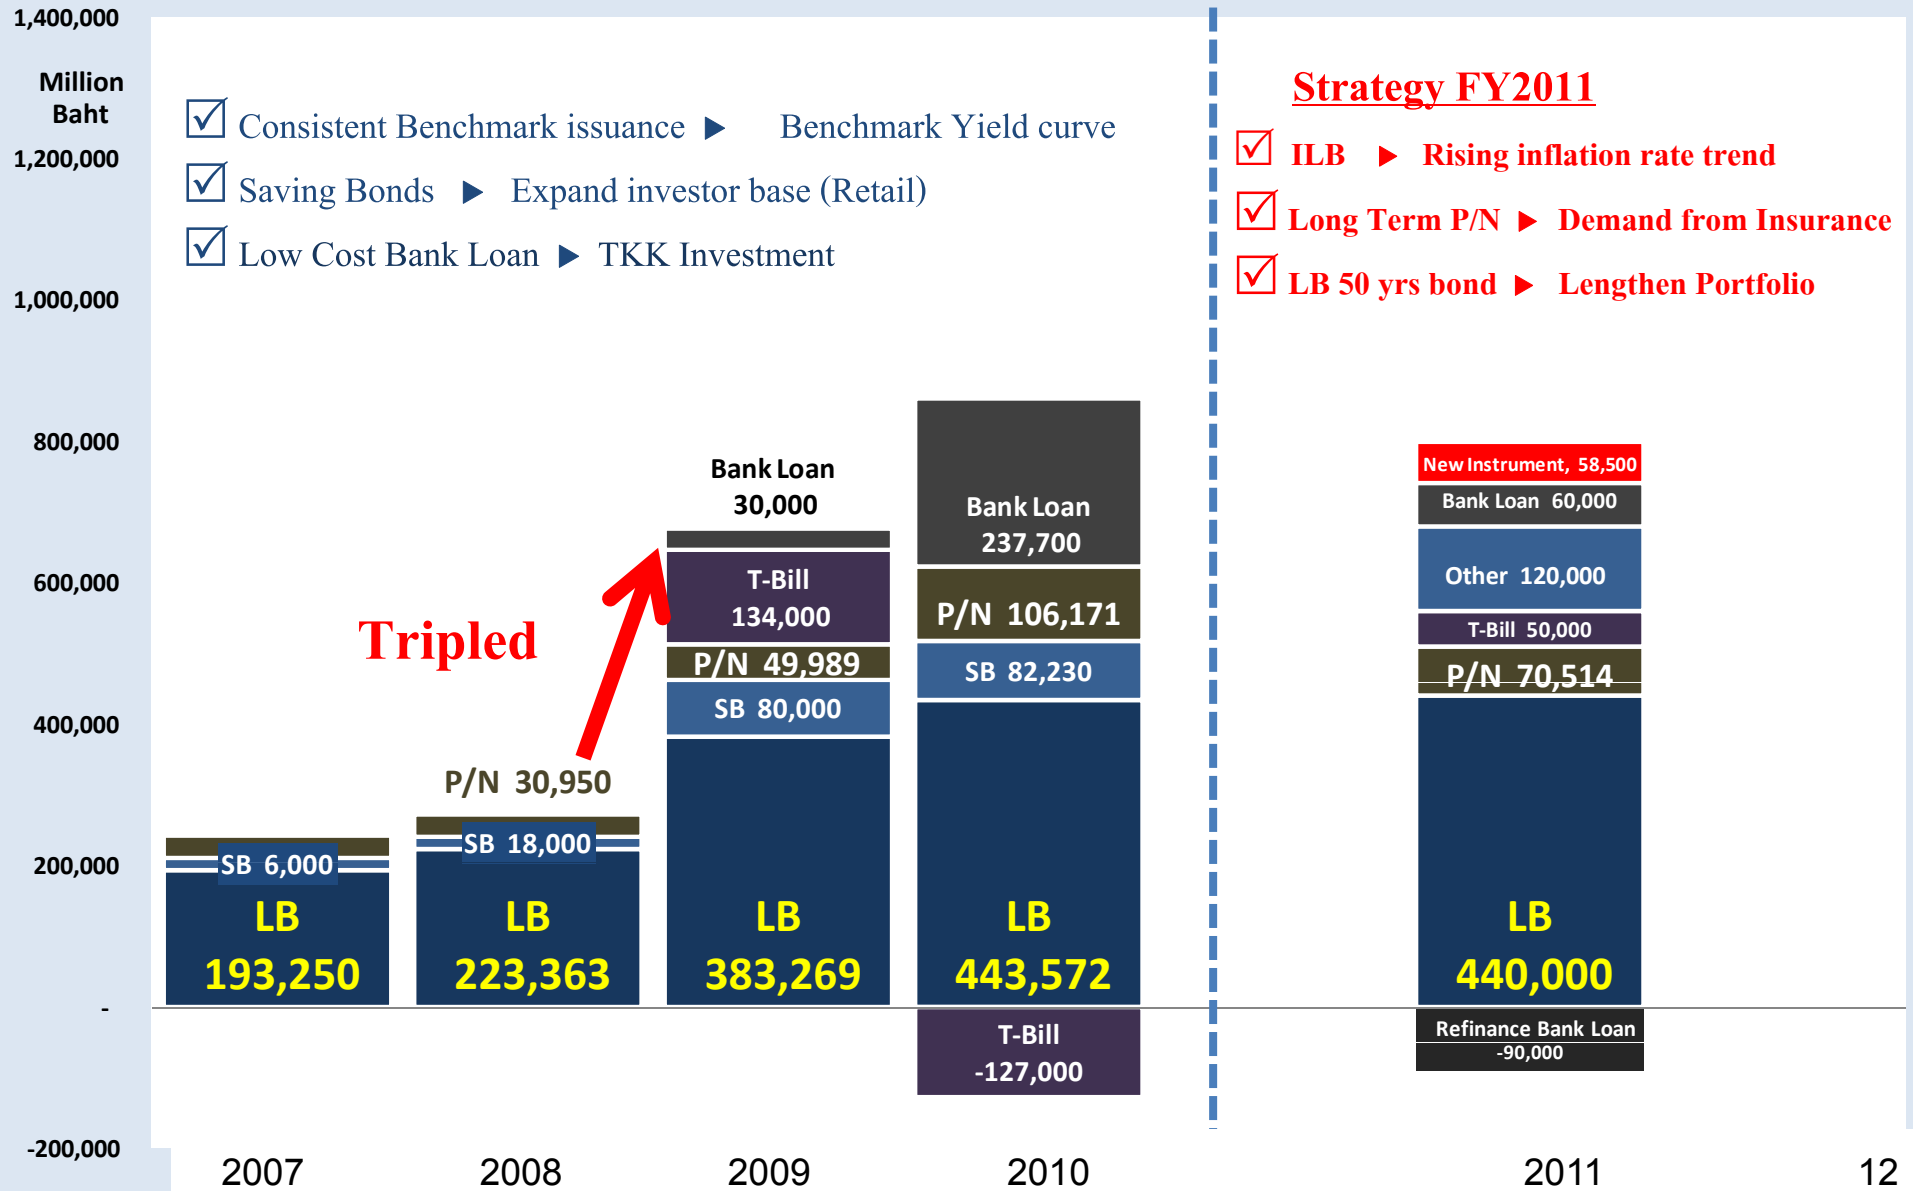 1,400,000
Million
Baht
1,200,000
1,000,000
800,000
600,000
400,000
200,000
-
-200,000
☑ Consistent Benchmark issuance ► Benchmark Yield curve
☑ Saving Bonds ► Expand investor base (Retail)
☑ Low Cost Bank Loan ► TKK Investment
Strategy FY2011
☑ ILB ► Rising inflation rate trend
☑ Long Term P/N ► Demand from Insurance
☑ LB 50 yrs bond ► Lengthen Portfolio
Tripled
SB 6,000
LB
193,250
P/N 30,950
SB 18,000
LB
223,363
Bank Loan
30,000
T-Bill
134,000
P/N 49,989
SB 80,000
LB
383,269
Bank Loan
237,700
P/N 106,171
SB 82,230
LB
443,572
T-Bill
-127,000
New Instrument, 58,500
Bank Loan 60,000
Other 120,000
T-Bill 50,000
P/N 70,514
LB
440,000
Refinance Bank Loan
-90,000
2007
2008
2009
2010
2011
12